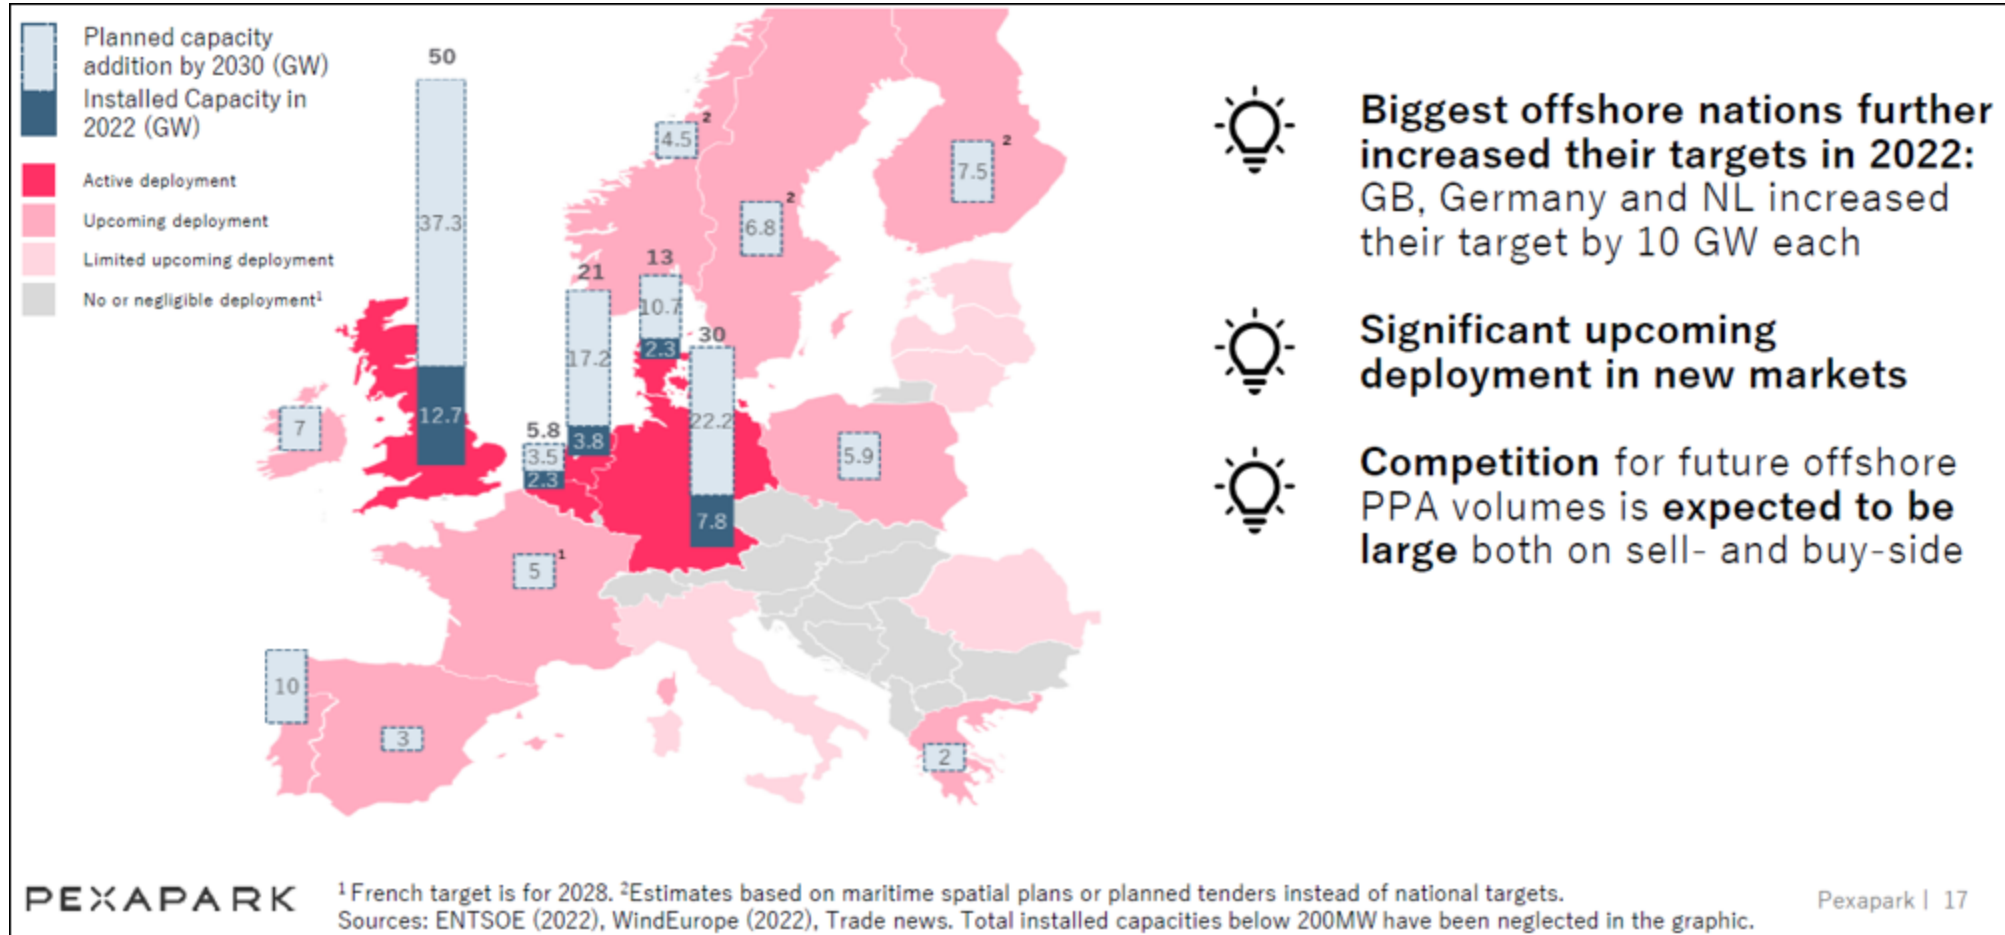 Planned capacity
addition by 2030 (GW)
Installed Capacity in
2022 (GW)
Active deployment
Upcoming deployment
Limited upcoming deployment
No or negligible deployment¹
50
37.3
12.7
4.5 ²
7.5 ²
6.8 ²
21
17.2
3.8
13
10.7
2.3
30
22.2
7.8
5.8
3.5
2.3
7
5.9
5 ¹
10
3
2
Biggest offshore nations further
increased their targets in 2022:
GB, Germany and NL increased
their target by 10 GW each
Significant upcoming
deployment in new markets
Competition for future offshore
PPA volumes is expected to be
large both on sell- and buy-side
PEXAPARK
¹ French target is for 2028. ²Estimates based on maritime spatial plans or planned tenders instead of national targets.
Sources: ENTSOE (2022), WindEurope (2022), Trade news. Total installed capacities below 200MW have been neglected in the graphic.
Pexapark | 17